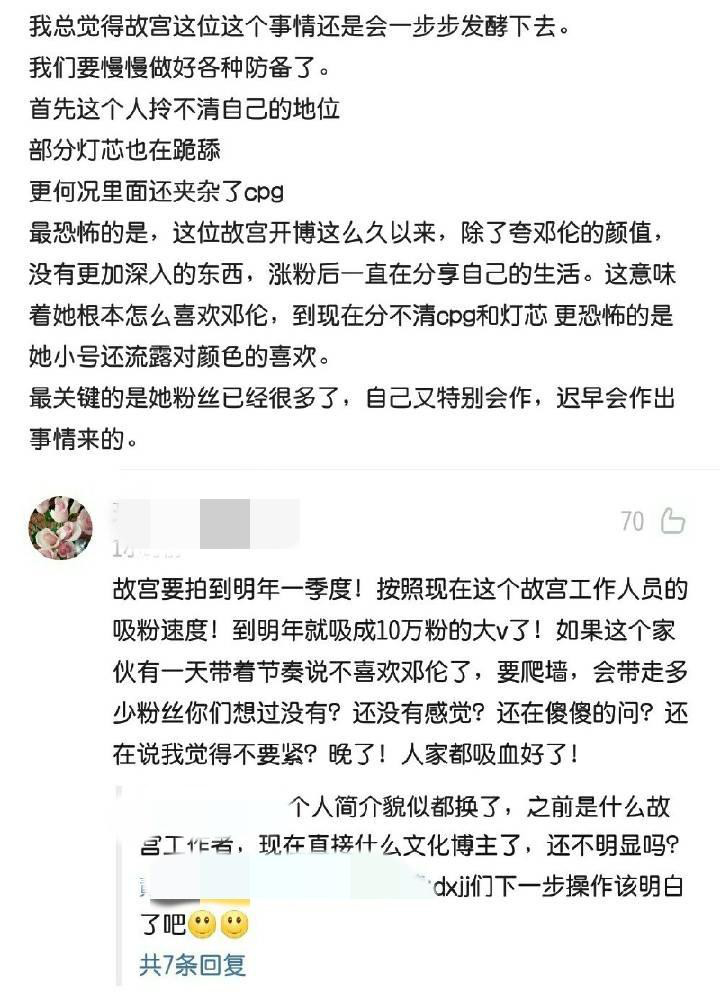 我总觉得故宫这位这个事情还是会一步步发酵下去。
我们要慢慢做好各种防备了。
首先这个人拎不清自己的地位
部分灯芯也在跪舔
更何况里面还夹杂了cpg
最恐怖的是，这位故宫开博这么久以来，除了夸邓伦的颜值，
没有更加深入的东西，涨粉后一直在分享自己的生活。这意味
着她根本怎么喜欢邓伦，到现在分不清cpg和灯芯 更恐怖的是
她小号还流露对颜色的喜欢。
最关键的是她粉丝已经很多了，自己又特别会作，迟早会作出
事情来的。
70
故宫要拍到明年一季度！按照现在这个故宫工作人员的
吸粉速度！到明年就吸成10万粉的大v了！如果这个家
伙有一天带着节奏说不喜欢邓伦了，要爬墙，会带走多
少粉丝你们想过没有？还没有感觉？还在傻傻的问？还
在说我觉得不要紧？晚了！人家都吸血好了！
个人简介貌似都换了，之前是什么故
宫工作者，现在直接什么文化博主了，还不明显吗？
:dxjj们下一步操作该明白
了吧
共7条回复